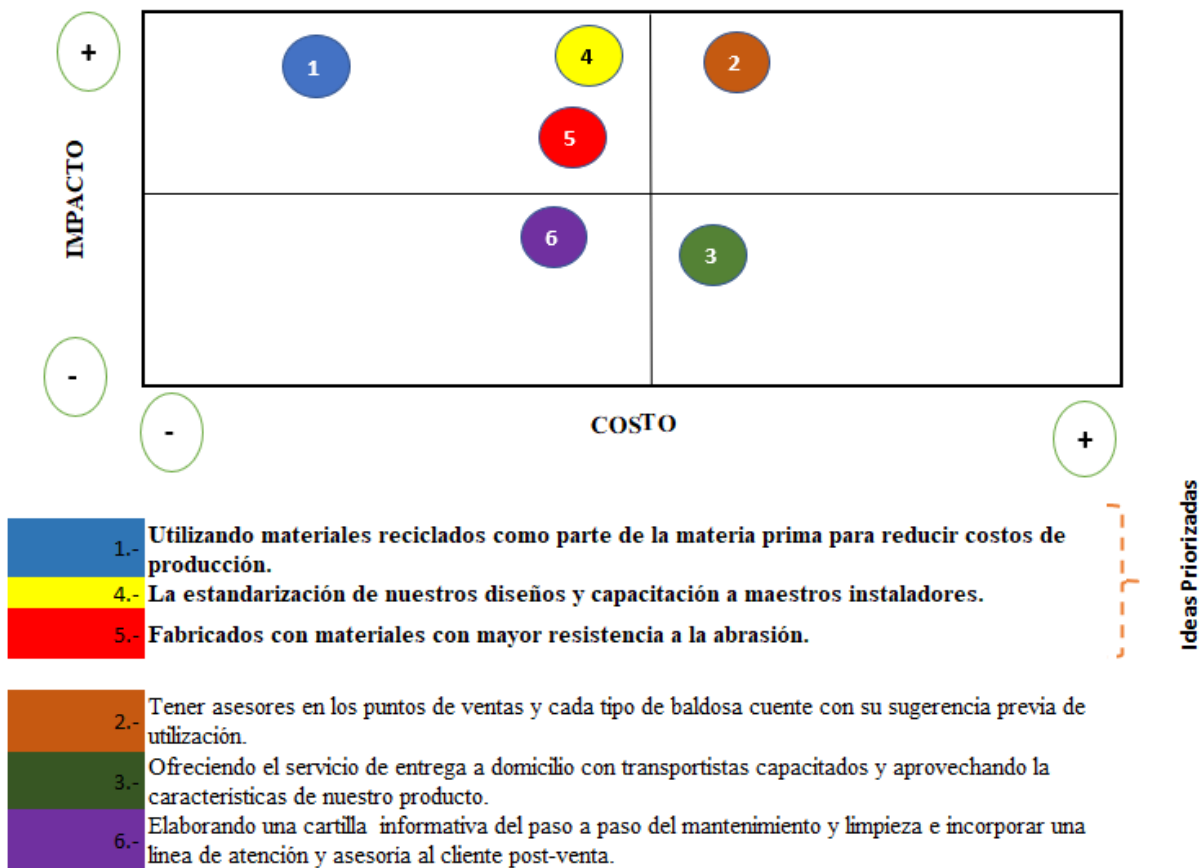 +
1
4
2
5
IMPACTO
6
3
-
-
COSTO
+
1.- Utilizando materiales reciclados como parte de la materia prima para reducir costos de
producción.
4.- La estandarización de nuestros diseños y capacitación a maestros instaladores.
5.- Fabricados con materiales con mayor resistencia a la abrasión.
Ideas Priorizadas
2.- Tener asesores en los puntos de ventas y cada tipo de baldosa cuente con su sugerencia previa de
utilización.
3.- Ofreciendo el servicio de entrega a domicilio con transportistas capacitados y aprovechando la
características de nuestro producto.
6.- Elaborando una cartilla informativa del paso a paso del mantenimiento y limpieza e incorporar una
linea de atención y asesoría al cliente post-venta.